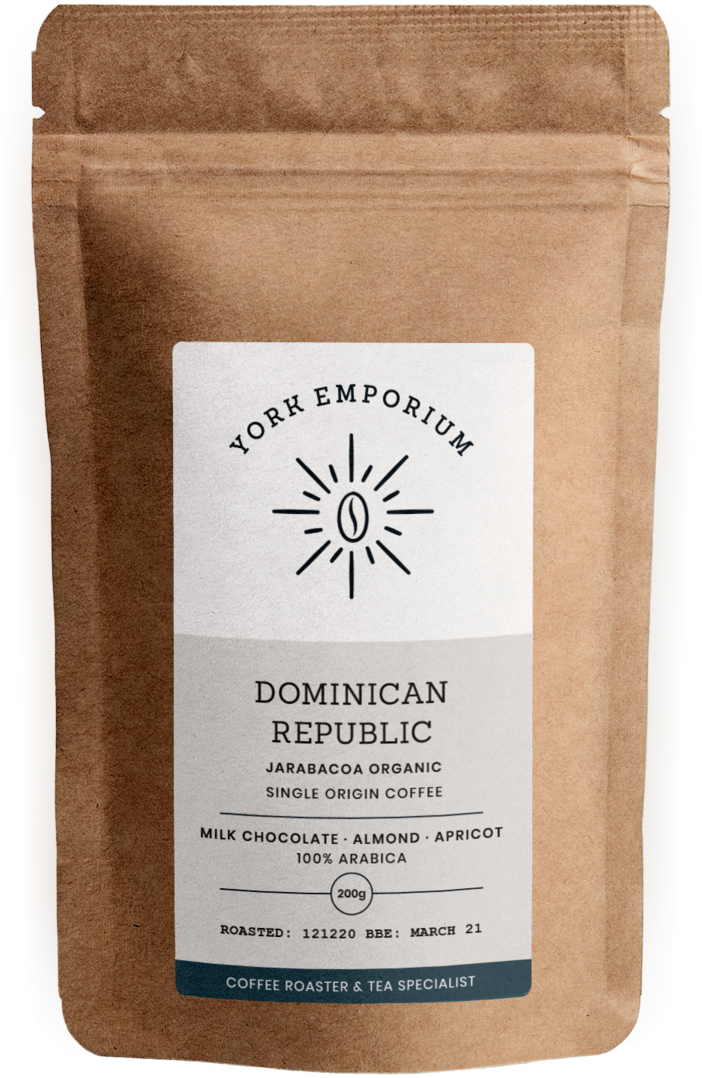 YORK EMPORIUM
DOMINICAN
REPUBLIC
JARABACOA ORGANIC
SINGLE ORIGIN COFFEE
MILK CHOCOLATE · ALMOND · APRICOT
100% ARABICA
200g
ROASTED: 121220 BBE: MARCH 21
COFFEE ROASTER & TEA SPECIALIST